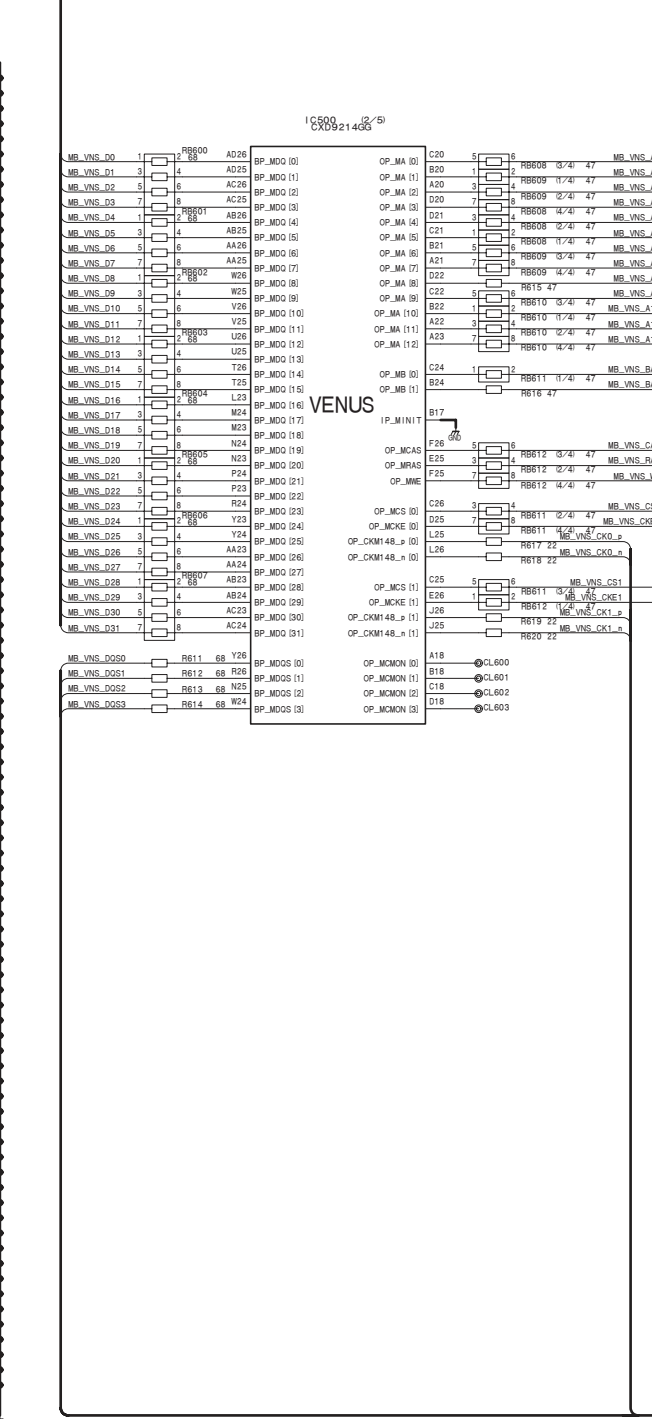 IC500 (2/5)
CXD9214GG
VENUS
MB_VNS_D0 1 2 RB600 68 AD26 BP_MDQ [0]
MB_VNS_D1 3 4 AD25 BP_MDQ [1]
MB_VNS_D2 5 6 AC26 BP_MDQ [2]
MB_VNS_D3 7 8 AC25 BP_MDQ [3]
MB_VNS_D4 1 2 RB601 68 AB26 BP_MDQ [4]
MB_VNS_D5 3 4 AB25 BP_MDQ [5]
MB_VNS_D6 5 6 AA26 BP_MDQ [6]
MB_VNS_D7 7 8 AA25 BP_MDQ [7]
MB_VNS_D8 1 2 RB602 68 W26 BP_MDQ [8]
MB_VNS_D9 3 4 W25 BP_MDQ [9]
MB_VNS_D10 5 6 V26 BP_MDQ [10]
MB_VNS_D11 7 8 V25 BP_MDQ [11]
MB_VNS_D12 1 2 RB603 68 U26 BP_MDQ [12]
MB_VNS_D13 3 4 U25 BP_MDQ [13]
MB_VNS_D14 5 6 T26 BP_MDQ [14]
MB_VNS_D15 7 8 T25 BP_MDQ [15]
MB_VNS_D16 1 2 RB604 68 L23 BP_MDQ [16]
MB_VNS_D17 3 4 M24 BP_MDQ [17]
MB_VNS_D18 5 6 M23 BP_MDQ [18]
MB_VNS_D19 7 8 N24 BP_MDQ [19]
MB_VNS_D20 1 2 RB605 68 N23 BP_MDQ [20]
MB_VNS_D21 3 4 P24 BP_MDQ [21]
MB_VNS_D22 5 6 P23 BP_MDQ [22]
MB_VNS_D23 7 8 R24 BP_MDQ [23]
MB_VNS_D24 1 2 RB606 68 Y23 BP_MDQ [24]
MB_VNS_D25 3 4 Y24 BP_MDQ [25]
MB_VNS_D26 5 6 AA23 BP_MDQ [26]
MB_VNS_D27 7 8 AA24 BP_MDQ [27]
MB_VNS_D28 1 2 RB607 68 AB23 BP_MDQ [28]
MB_VNS_D29 3 4 AB24 BP_MDQ [29]
MB_VNS_D30 5 6 AC23 BP_MDQ [30]
MB_VNS_D31 7 8 AC24 BP_MDQ [31]
MB_VNS_DQS0 R611 68 Y26 BP_MDQS [0]
MB_VNS_DQS1 R612 68 R26 BP_MDQS [1]
MB_VNS_DQS2 R613 68 N25 BP_MDQS [2]
MB_VNS_DQS3 R614 68 W24 BP_MDQS [3]
OP_MA [0] C20 5 6 RB608 (3/4) 47 MB_VNS_A
OP_MA [1] B20 1 2 RB609 (1/4) 47 MB_VNS_A
OP_MA [2] A20 3 4 RB609 (2/4) 47 MB_VNS_A
OP_MA [3] D20 7 8 RB608 (4/4) 47 MB_VNS_A
OP_MA [4] D21 3 4 RB608 (2/4) 47 MB_VNS_A
OP_MA [5] C21 1 2 RB608 (1/4) 47 MB_VNS_A
OP_MA [6] B21 5 6 RB609 (3/4) 47 MB_VNS_A
OP_MA [7] A21 7 8 RB609 (4/4) 47 MB_VNS_A
OP_MA [8] D22 R615 47 MB_VNS_A
OP_MA [9] C22 5 6 RB610 (3/4) 47 MB_VNS_A
OP_MA [10] B22 1 2 RB610 (1/4) 47 MB_VNS_A1
OP_MA [11] A22 3 4 RB610 (2/4) 47 MB_VNS_A1
OP_MA [12] A23 7 8 RB610 (4/4) 47 MB_VNS_A1
OP_MB [0] C24 1 2 RB611 (1/4) 47 MB_VNS_BA
OP_MB [1] B24 R616 47 MB_VNS_BA
IP_MINIT B17 GND
OP_MCAS F26 5 6 RB612 (3/4) 47 MB_VNS_CA
OP_MRAS E25 3 4 RB612 (2/4) 47 MB_VNS_RA
OP_MWE F25 7 8 RB612 (4/4) 47 MB_VNS_W
OP_MCS [0] C26 3 4 RB611 (2/4) 47 MB_VNS_CS
OP_MCKE [0] D25 7 8 RB611 (4/4) 47 MB_VNS_CKE
OP_CKM148_p [0] L25 R617 22 MB_VNS_CK0_p
OP_CKM148_n [0] L26 R618 22 MB_VNS_CK0_n
OP_MCS [1] C25 5 6 RB611 (3/4) 47 MB_VNS_CS1
OP_MCKE [1] E26 1 2 RB612 (1/4) 47 MB_VNS_CKE1
OP_CKM148_p [1] J26 R619 22 MB_VNS_CK1_p
OP_CKM148_n [1] J25 R620 22 MB_VNS_CK1_n
OP_MCMON [0] A18 CL600
OP_MCMON [1] B18 CL601
OP_MCMON [2] C18 CL602
OP_MCMON [3] D18 CL603